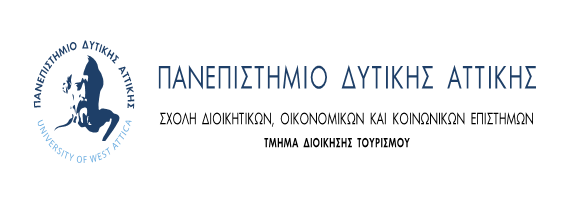 ΠΑΝΕΠΙΣΤΗΜΙΟ ΔΥΤΙΚΗΣ ΑΤΤΙΚΗΣ
UNIVERSITY OF WEST ATTICA
ΠΑΝΕΠΙΣΤΗΜΙΟ ΔΥΤΙΚΗΣ ΑΤΤΙΚΗΣ
ΣΧΟΛΗ ΔΙΟΙΚΗΤΙΚΩΝ, ΟΙΚΟΝΟΜΙΚΩΝ ΚΑΙ ΚΟΙΝΩΝΙΚΩΝ ΕΠΙΣΤΗΜΩΝ
ΤΜΗΜΑ ΔΙΟΙΚΗΣΗΣ ΤΟΥΡΙΣΜΟΥ